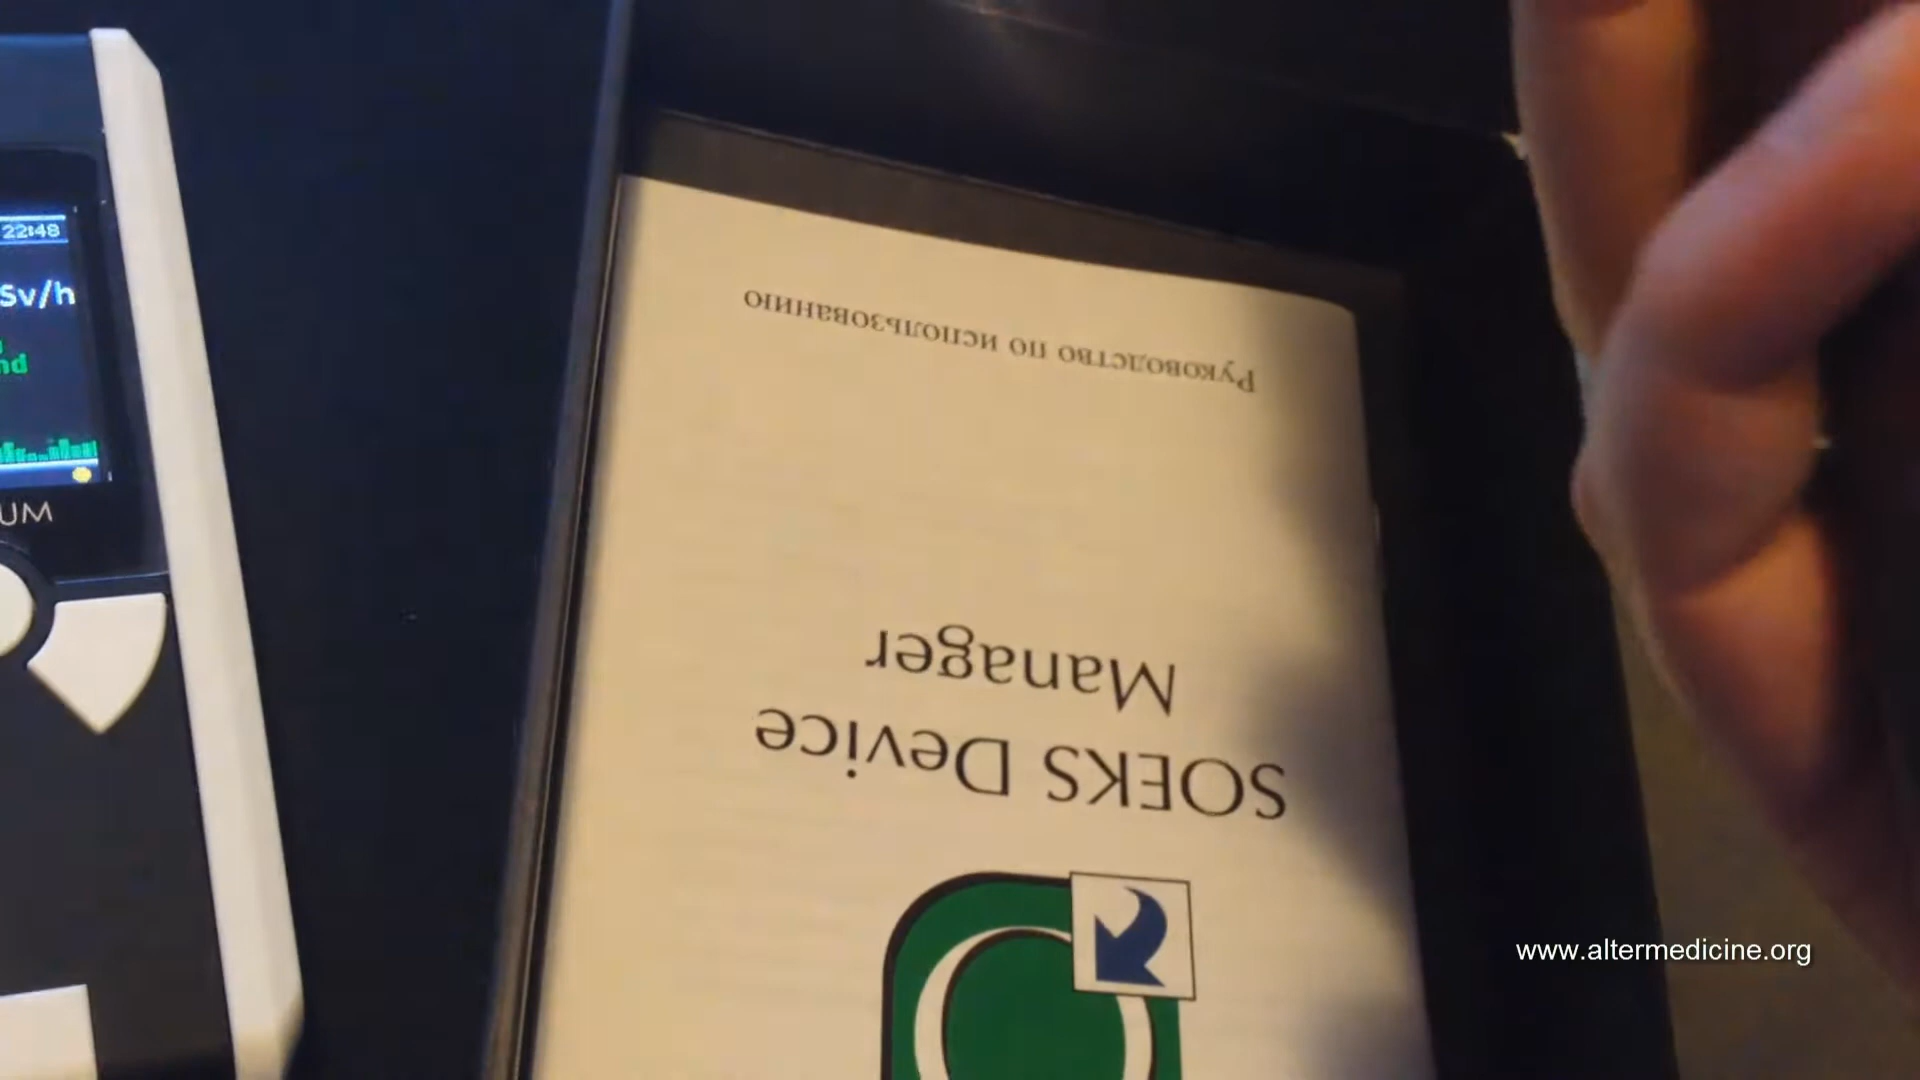 22:48
Sv/h
nd
UM
SOEKS Device
Manager
Руководство по использованию
www.altermedicine.org